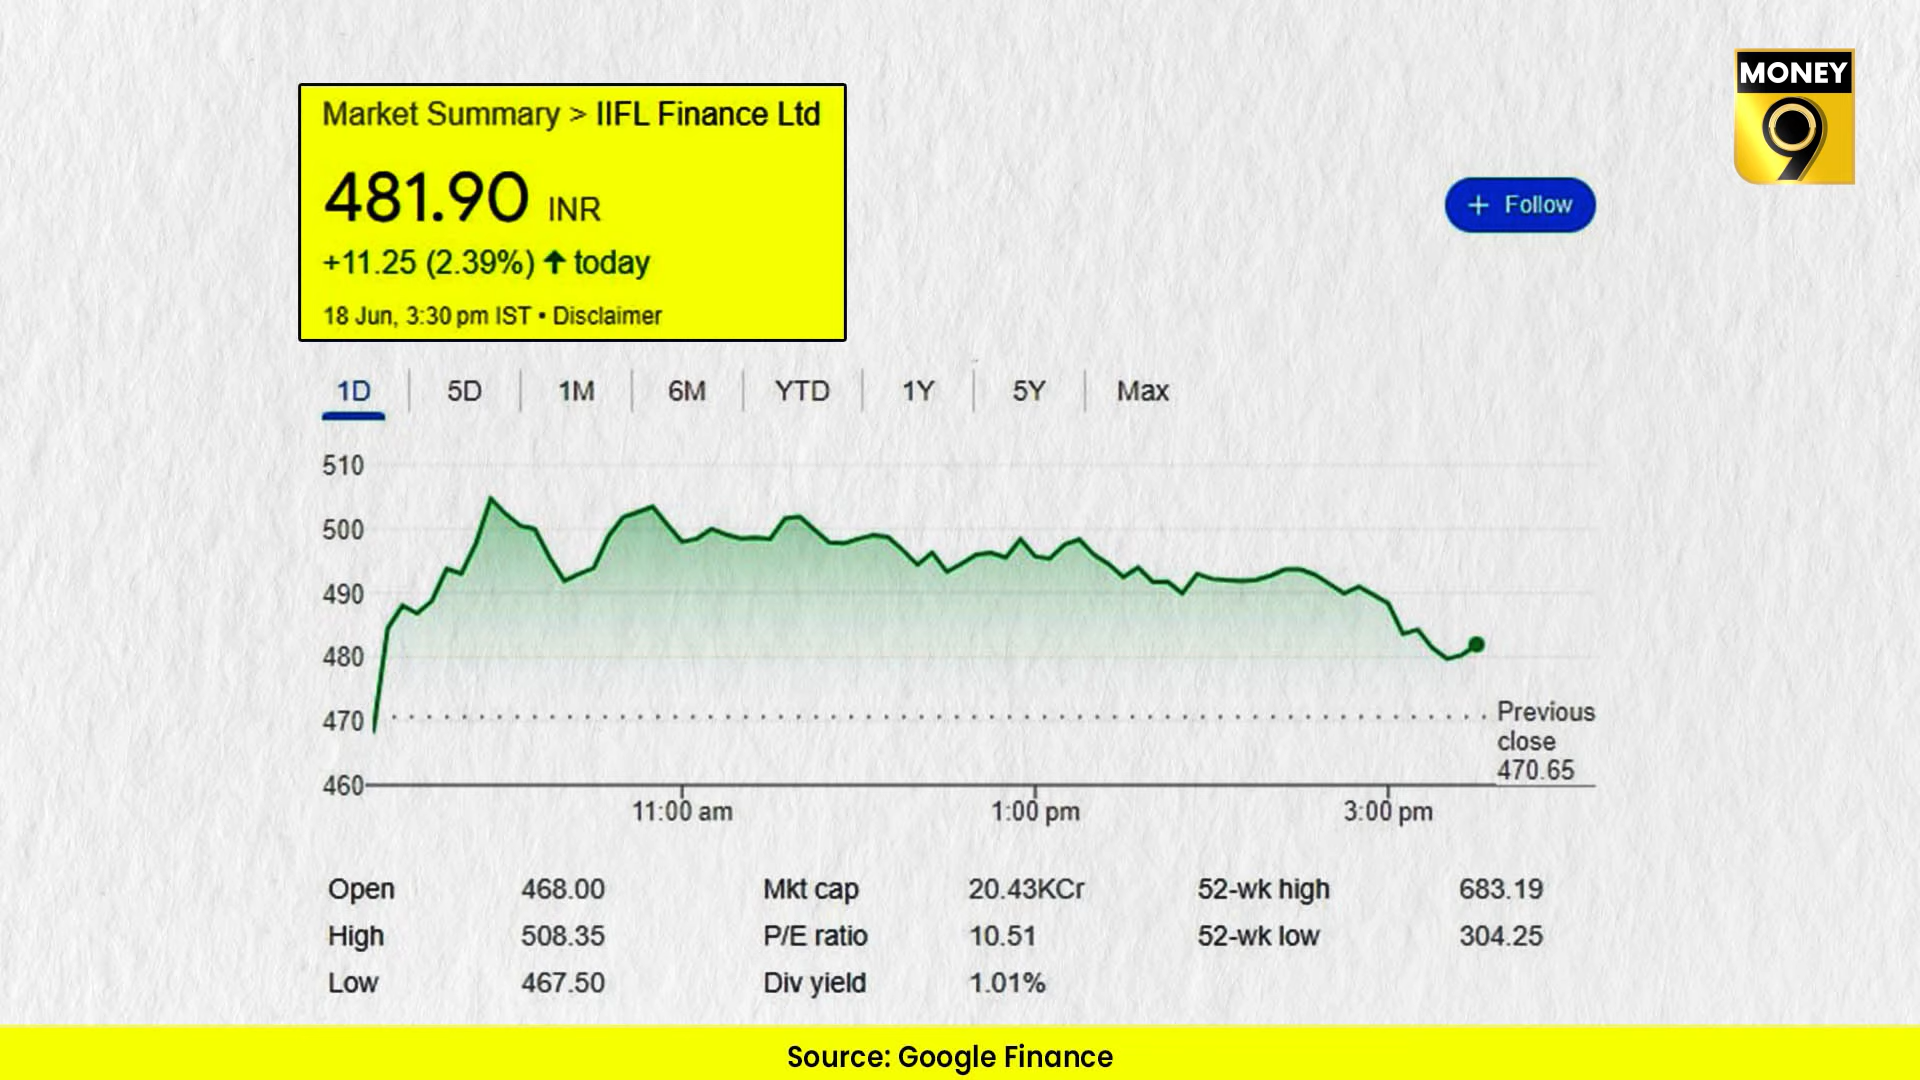 MONEY
9
Market Summary > IIFL Finance Ltd
481.90 INR
+11.25 (2.39%) ↑ today
18 Jun, 3:30 pm IST • Disclaimer
+ Follow
1D 5D 1M 6M YTD 1Y 5Y Max
510
500
490
480
470
460
Previous
close
470.65
11:00 am 1:00 pm 3:00 pm
Open 468.00 Mkt cap 20.43KCr 52-wk high 683.19
High 508.35 P/E ratio 10.51 52-wk low 304.25
Low 467.50 Div yield 1.01%
Source: Google Finance